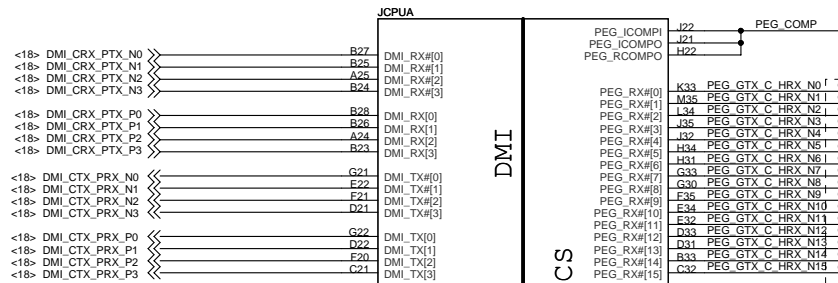 JCPUA
<18> DMI_CRX_PTX_N0 B27 DMI_RX#[0]
<18> DMI_CRX_PTX_N1 B25 DMI_RX#[1]
<18> DMI_CRX_PTX_N2 A25 DMI_RX#[2]
<18> DMI_CRX_PTX_N3 B24 DMI_RX#[3]
<18> DMI_CRX_PTX_P0 B28 DMI_RX[0]
<18> DMI_CRX_PTX_P1 B26 DMI_RX[1]
<18> DMI_CRX_PTX_P2 A24 DMI_RX[2]
<18> DMI_CRX_PTX_P3 B23 DMI_RX[3]
<18> DMI_CTX_PRX_N0 G21 DMI_TX#[0]
<18> DMI_CTX_PRX_N1 E22 DMI_TX#[1]
<18> DMI_CTX_PRX_N2 F21 DMI_TX#[2]
<18> DMI_CTX_PRX_N3 D21 DMI_TX#[3]
<18> DMI_CTX_PRX_P0 G22 DMI_TX[0]
<18> DMI_CTX_PRX_P1 D22 DMI_TX[1]
<18> DMI_CTX_PRX_P2 F20 DMI_TX[2]
<18> DMI_CTX_PRX_P3 C21 DMI_TX[3]
DMI
CS
PEG_ICOMPI J22 PEG_COMP
PEG_ICOMPO J21
PEG_RCOMPO H22
PEG_RX#[0] K33 PEG_GTX_C_HRX_N0
PEG_RX#[1] M35 PEG_GTX_C_HRX_N1
PEG_RX#[2] L34 PEG_GTX_C_HRX_N2
PEG_RX#[3] J35 PEG_GTX_C_HRX_N3
PEG_RX#[4] J32 PEG_GTX_C_HRX_N4
PEG_RX#[5] H34 PEG_GTX_C_HRX_N5
PEG_RX#[6] H31 PEG_GTX_C_HRX_N6
PEG_RX#[7] G33 PEG_GTX_C_HRX_N7
PEG_RX#[8] G30 PEG_GTX_C_HRX_N8
PEG_RX#[9] F35 PEG_GTX_C_HRX_N9
PEG_RX#[10] E34 PEG_GTX_C_HRX_N10
PEG_RX#[11] E32 PEG_GTX_C_HRX_N11
PEG_RX#[12] D33 PEG_GTX_C_HRX_N12
PEG_RX#[13] D31 PEG_GTX_C_HRX_N13
PEG_RX#[14] B33 PEG_GTX_C_HRX_N14
PEG_RX#[15] C32 PEG_GTX_C_HRX_N15